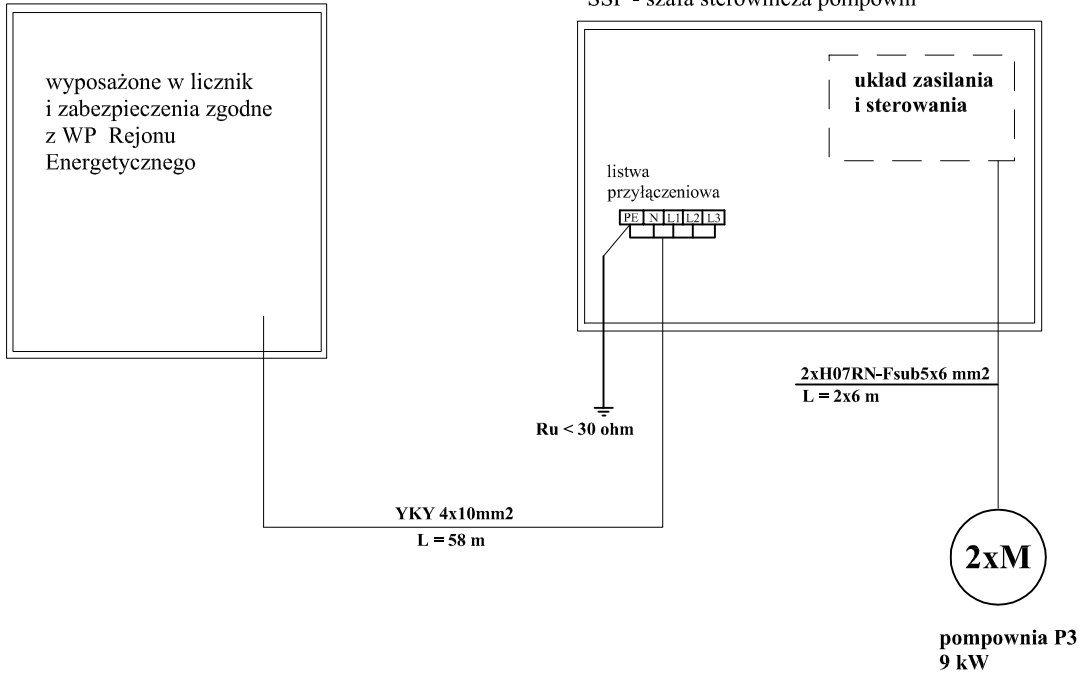 SSP - szafa sterownicza pompowni
wyposażone w licznik
i zabezpieczenia zgodne
z WP Rejonu
Energetycznego
układ zasilania
i sterowania
listwa
przyłączeniowa
PE N L1 L2 L3
2xH07RN-Fsub5x6 mm2
L = 2x6 m
Ru < 30 ohm
YKY 4x10mm2
L = 58 m
2xM
pompownia P3
9 kW